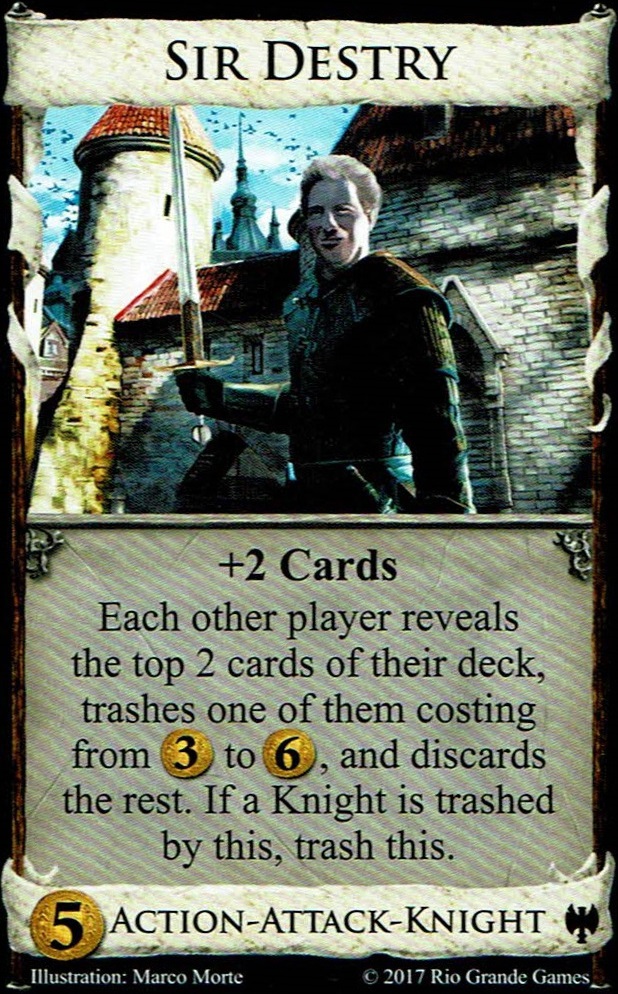 SIR DESTRY
+2 Cards
Each other player reveals
the top 2 cards of their deck,
trashes one of them costing
from 3 to 6, and discards
the rest. If a Knight is trashed
by this, trash this.
5 ACTION-ATTACK-KNIGHT
Illustration: Marco Morte © 2017 Rio Grande Games